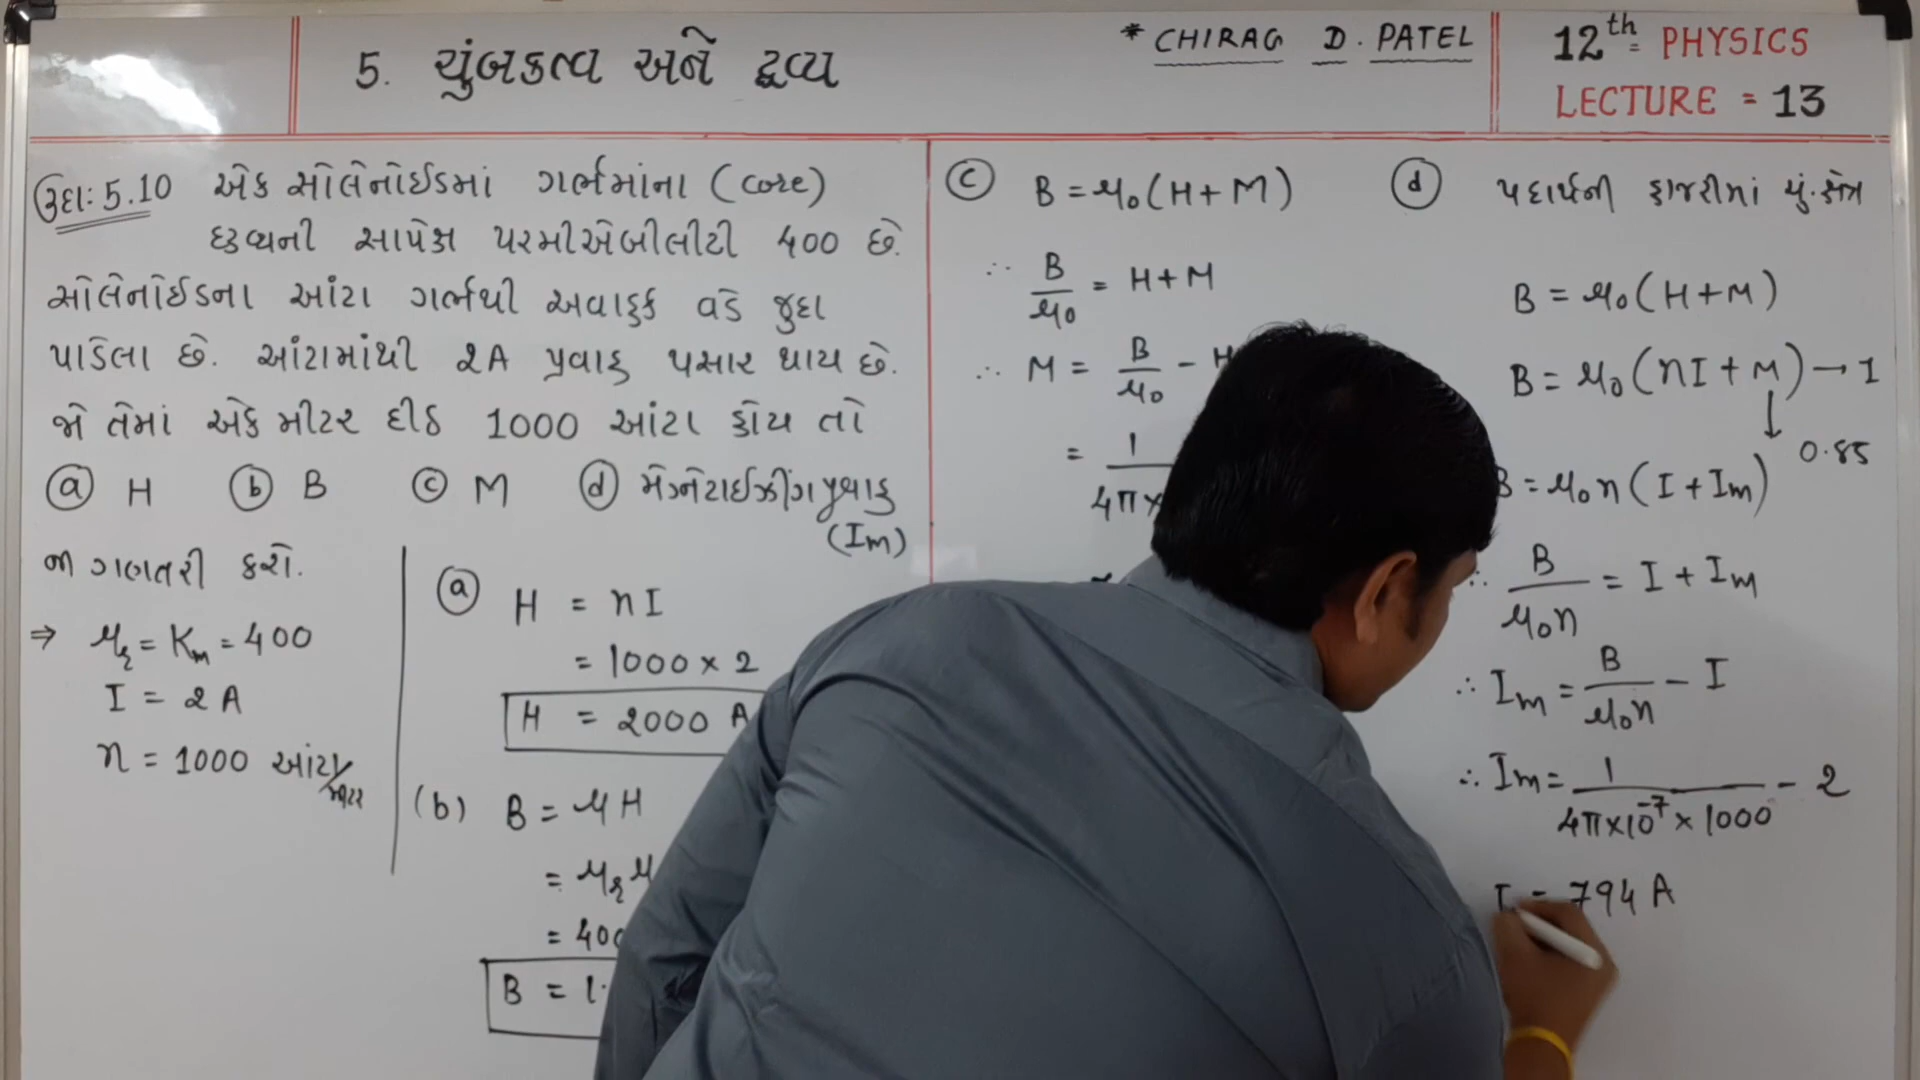 5. ચુંબકત્વ અને દ્રવ્ય
* CHIRAG D. PATEL
12th PHYSICS
LECTURE = 13
ઉદા: 5.10 એક સોલેનોઈડમાં ગર્ભમાંના (core)
દ્રવ્યની સાપેક્ષ પરમીએબીલીટી 400 છે.
સોલેનોઈડના આંટા ગર્ભથી અવાહક વડે જુદા
પાડેલા છે. આંટામાંથી 2A પ્રવાહ પસાર થાય છે.
જો તેમાં એક મીટર દીઠ 1000 આંટા હોય તો
(a) H (b) B (c) M (d) મેગ્નેટાઈઝીંગ પ્રવાહ
(Im)
ની ગણતરી કરો.
⇒ μr = Km = 400
I = 2 A
n = 1000 આંટા/મીટર
(a) H = nI
= 1000 × 2
H = 2000 A
(b) B = μH
= μr μ
= 400
B = 1.
(c) B = μ0(H + M)
∴ B/μ0 = H + M
∴ M = B/μ0 - H
= 1/4π×
(d) પદાર્થની હાજરીમાં ચું.ક્ષેત્ર
B = μ0(H+M)
B = μ0(nI + M) → 1
↓
0.85
B = μ0n(I + Im)
∴ B/μ0n = I + Im
∴ Im = B/μ0n - I
∴ Im = 1/4π×10⁻⁷ × 1000 - 2
I = 794 A